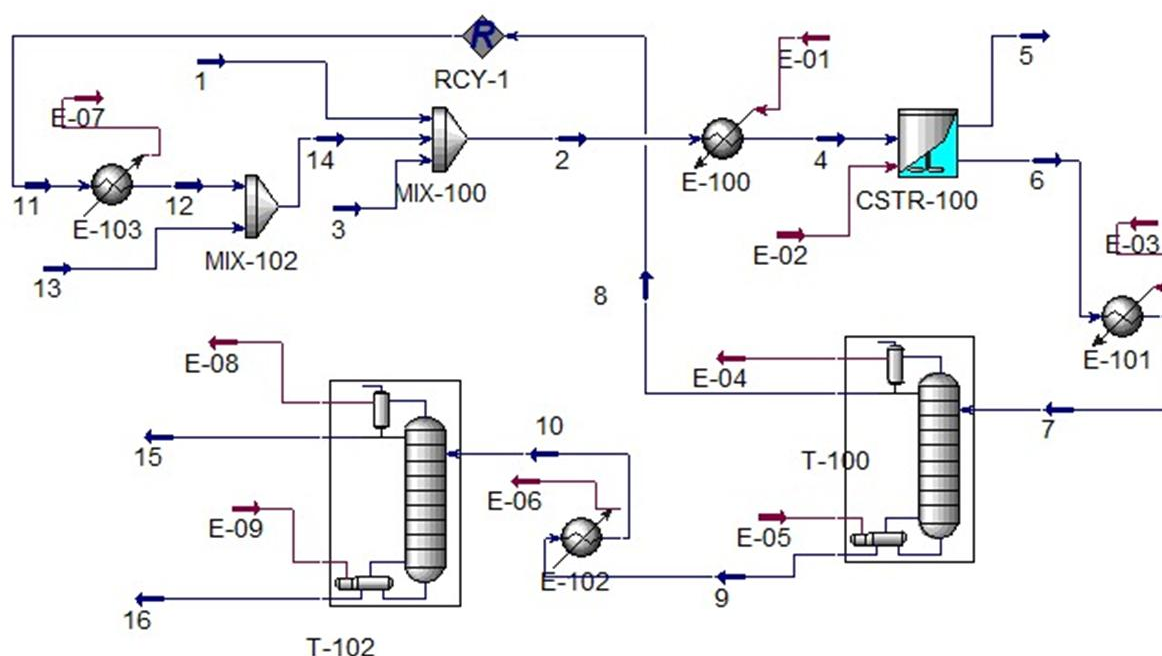 R
RCY-1
1
E-07
14
11
12
E-103
MIX-102
13
3
MIX-100
2
E-01
E-100
4
E-02
CSTR-100
5
6
E-03
E-101
8
E-08
15
E-09
16
T-102
10
E-06
E-102
9
E-04
T-100
E-05
7